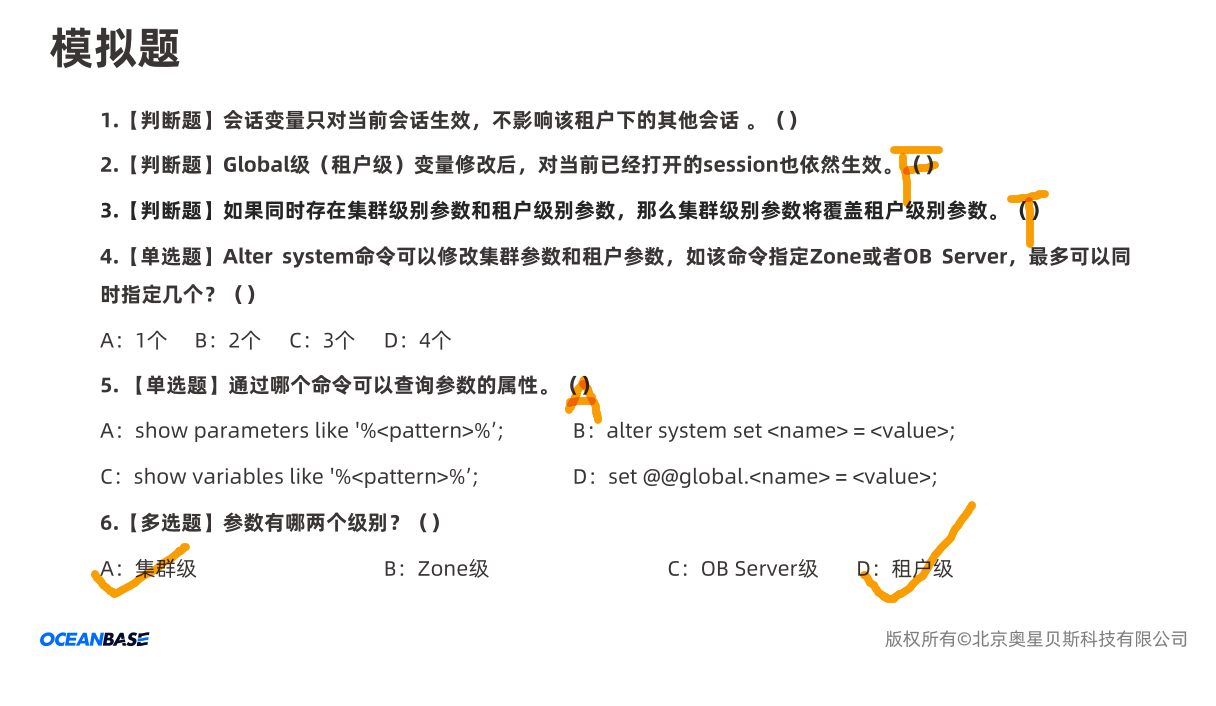 模拟题
1.【判断题】会话变量只对当前会话生效，不影响该租户下的其他会话 。（ ）
2.【判断题】Global级（租户级）变量修改后，对当前已经打开的session也依然生效。（ ）F
3.【判断题】如果同时存在集群级别参数和租户级别参数，那么集群级别参数将覆盖租户级别参数。（ ）T
4.【单选题】Alter system命令可以修改集群参数和租户参数，如该命令指定Zone或者OB Server，最多可以同
时指定几个？（ ）
A：1个 B：2个 C：3个 D：4个
5. 【单选题】通过哪个命令可以查询参数的属性。（ ）A
A：show parameters like '%<pattern>%’; B：alter system set <name> = <value>;
C：show variables like '%<pattern>%’; D：set @@global.<name> = <value>;
6.【多选题】参数有哪两个级别？（ ）
A：集群级 B：Zone级 C：OB Server级 D：租户级
OCEANBASE 版权所有©北京奥星贝斯科技有限公司